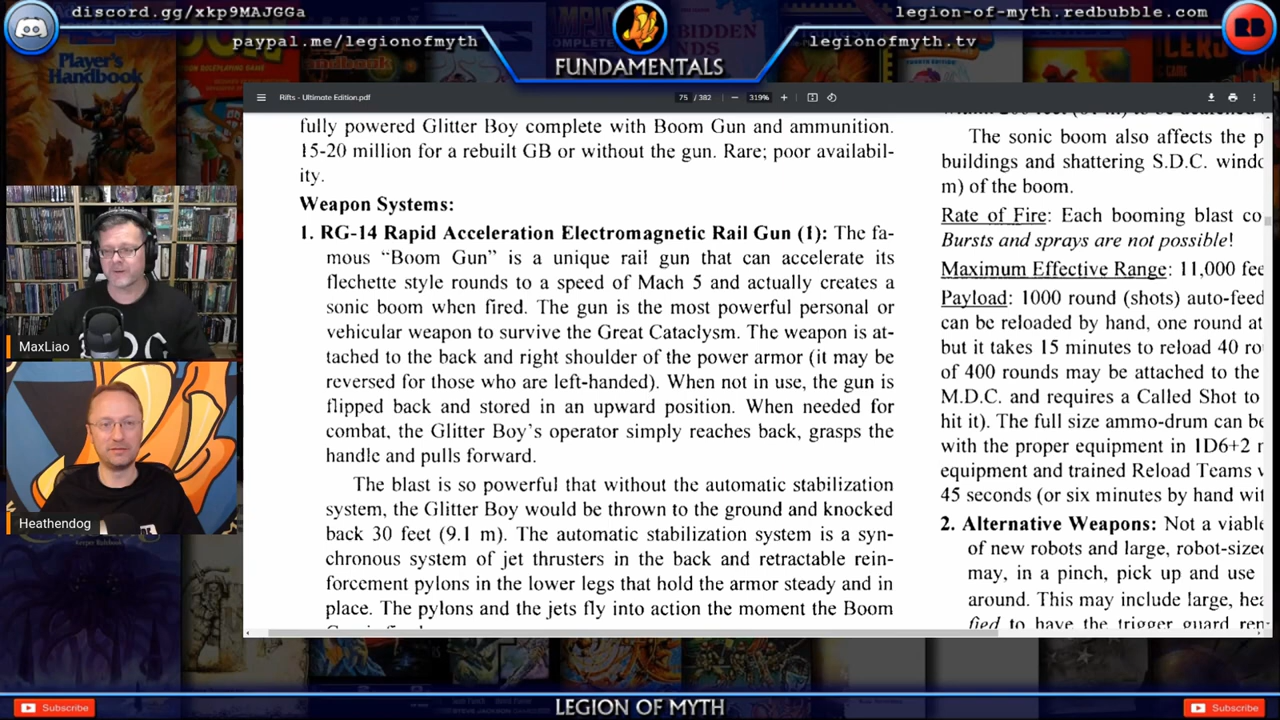 discord.gg/xkp9MAJGGa
paypal.me/legionofmyth
FUNDAMENTALS
legion-of-myth.redbubble.com
legionofmyth.tv
RB
Player's
Handbook
Rifts - Ultimate Edition.pdf
75 / 382
319%
fully powered Glitter Boy complete with Boom Gun and ammunition.
15-20 million for a rebuilt GB or without the gun. Rare; poor availabil-
ity.
Weapon Systems:
1. RG-14 Rapid Acceleration Electromagnetic Rail Gun (1): The fa-
mous “Boom Gun” is a unique rail gun that can accelerate its
flechette style rounds to a speed of Mach 5 and actually creates a
sonic boom when fired. The gun is the most powerful personal or
vehicular weapon to survive the Great Cataclysm. The weapon is at-
tached to the back and right shoulder of the power armor (it may be
reversed for those who are left-handed). When not in use, the gun is
flipped back and stored in an upward position. When needed for
combat, the Glitter Boy's operator simply reaches back, grasps the
handle and pulls forward.
The blast is so powerful that without the automatic stabilization
system, the Glitter Boy would be thrown to the ground and knocked
back 30 feet (9.1 m). The automatic stabilization system is a syn-
chronous system of jet thrusters in the back and retractable rein-
forcement pylons in the lower legs that hold the armor steady and in
place. The pylons and the jets fly into action the moment the Boom
The sonic boom also affects the p
buildings and shattering S.D.C. windo
m) of the boom.
Rate of Fire: Each booming blast co
Bursts and sprays are not possible!
Maximum Effective Range: 11,000 fee
Payload: 1000 round (shots) auto-feed
can be reloaded by hand, one round at
but it takes 15 minutes to reload 40 ro
of 400 rounds may be attached to the
M.D.C. and requires a Called Shot to
hit it). The full size ammo-drum can be
with the proper equipment in 1D6+2 m
equipment and trained Reload Teams w
45 seconds (or six minutes by hand wit
2. Alternative Weapons: Not a viable
of new robots and large, robot-sized
may, in a pinch, pick up and use
around. This may include large, hea
fied to have the trigger guard rem
MaxLiao
Heathendog
Subscribe
LEGION OF MYTH
Subscribe